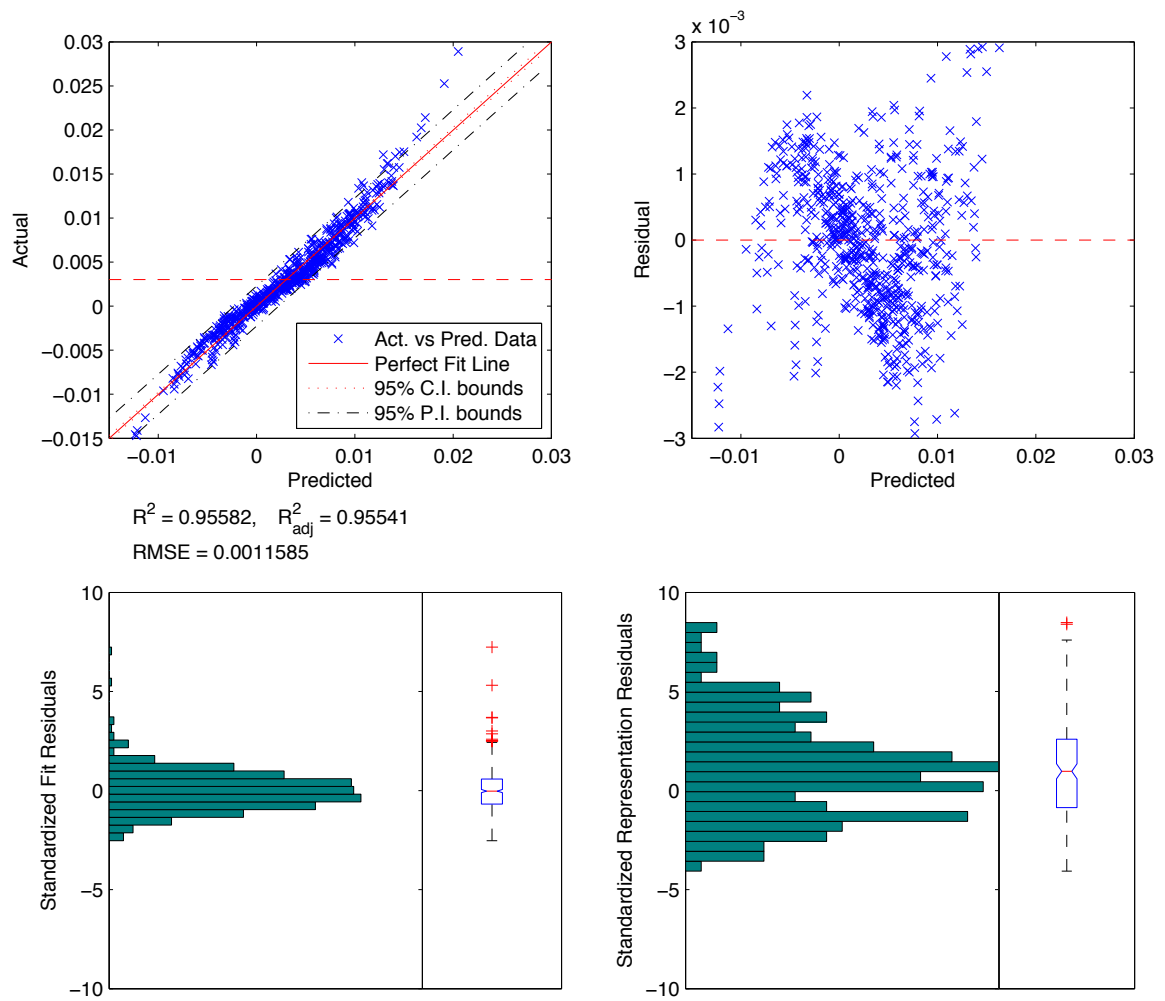 0.03
0.025
0.02
0.015
0.01
0.005
0
−0.005
−0.01
−0.015
Actual
−0.01 0 0.01 0.02 0.03
Predicted
Act. vs Pred. Data
Perfect Fit Line
95% C.I. bounds
95% P.I. bounds
R2 = 0.95582, R2adj = 0.95541
RMSE = 0.0011585
x 10−3
3
2
1
0
−1
−2
−3
Residual
−0.01 0 0.01 0.02 0.03
Predicted
10
5
0
−5
−10
Standardized Fit Residuals
10
5
0
−5
−10
Standardized Representation Residuals